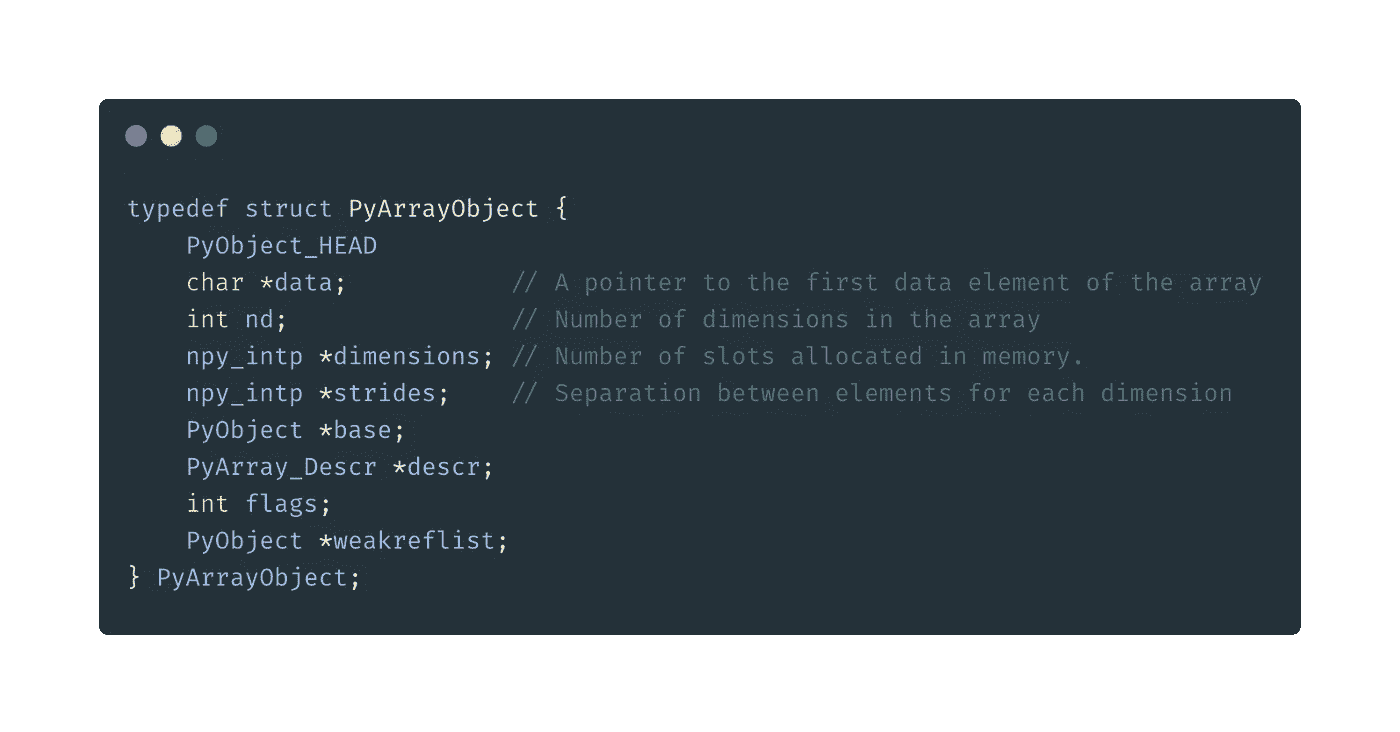 typedef struct PyArrayObject {
    PyObject_HEAD
    char *data;           // A pointer to the first data element of the array
    int nd;               // Number of dimensions in the array
    npy_intp *dimensions; // Number of slots allocated in memory.
    npy_intp *strides;    // Separation between elements for each dimension
    PyObject *base;
    PyArray_Descr *descr;
    int flags;
    PyObject *weakreflist;
} PyArrayObject;